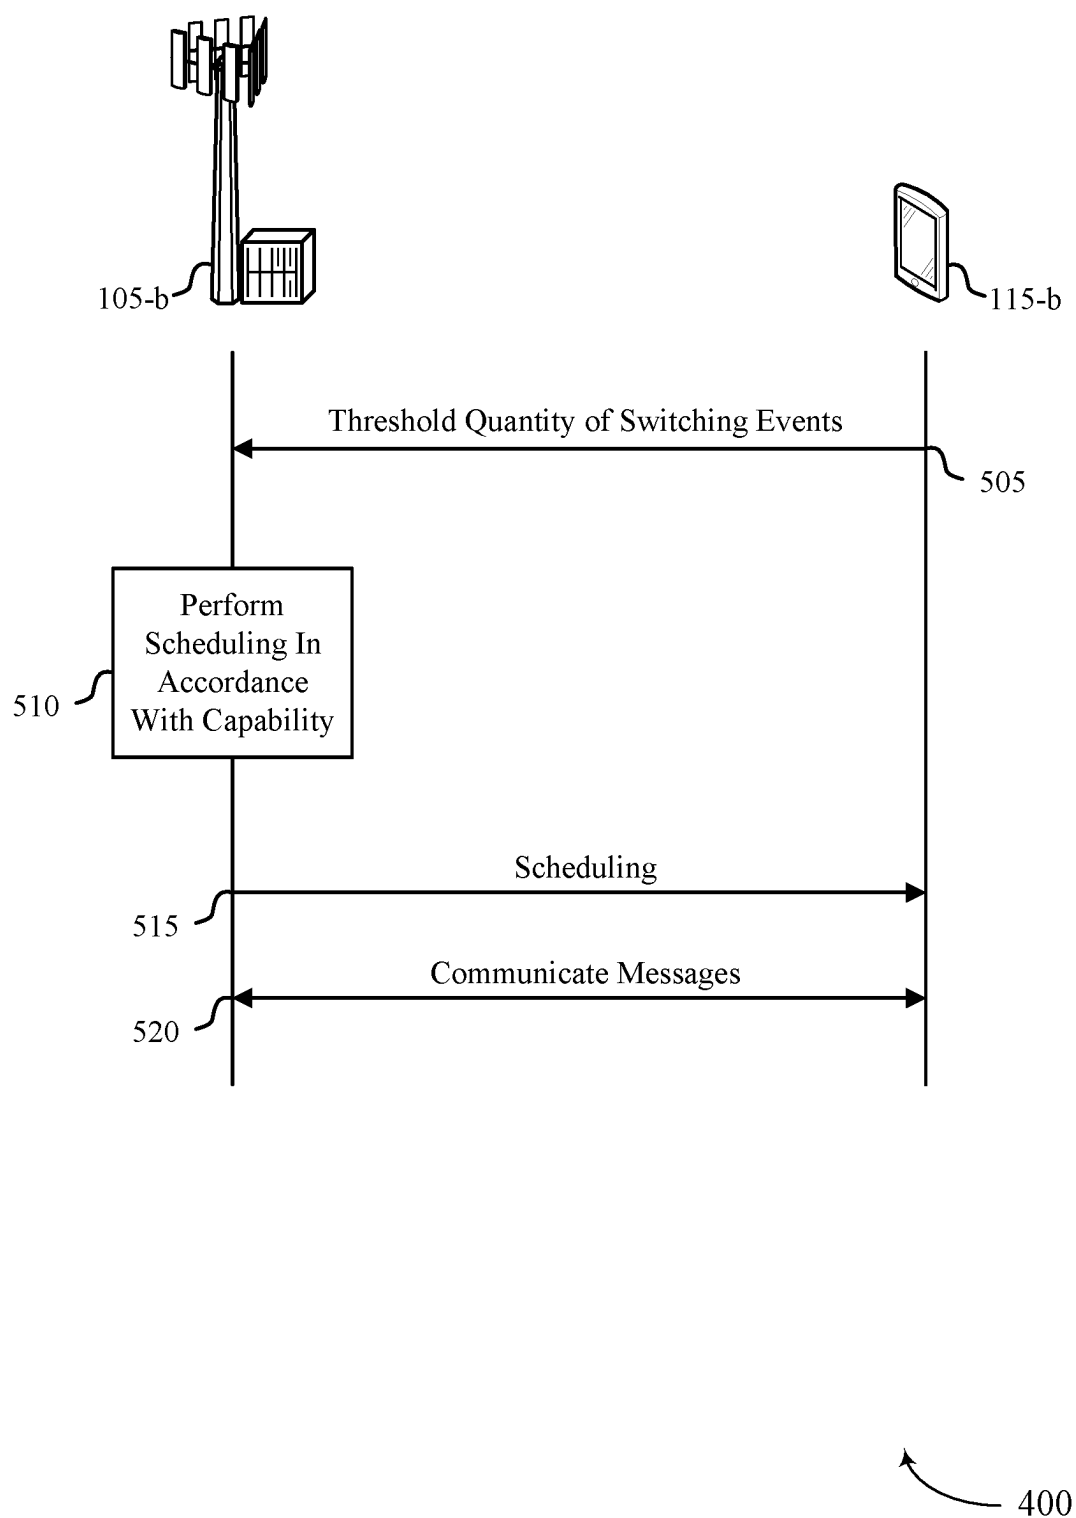 105-b
115-b
Threshold Quantity of Switching Events
505
Perform
Scheduling In
Accordance
With Capability
510
Scheduling
515
Communicate Messages
520
400